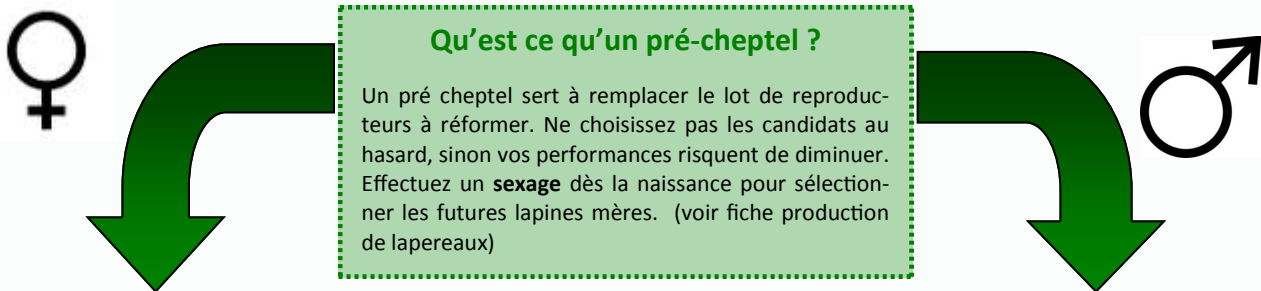 Qu'est ce qu'un pré-cheptel ?
Un pré cheptel sert à remplacer le lot de reproduc-
teurs à réformer. Ne choisissez pas les candidats au
hasard, sinon vos performances risquent de diminuer.
Effectuez un sexage dès la naissance pour sélection-
ner les futures lapines mères. (voir fiche production
de lapereaux)